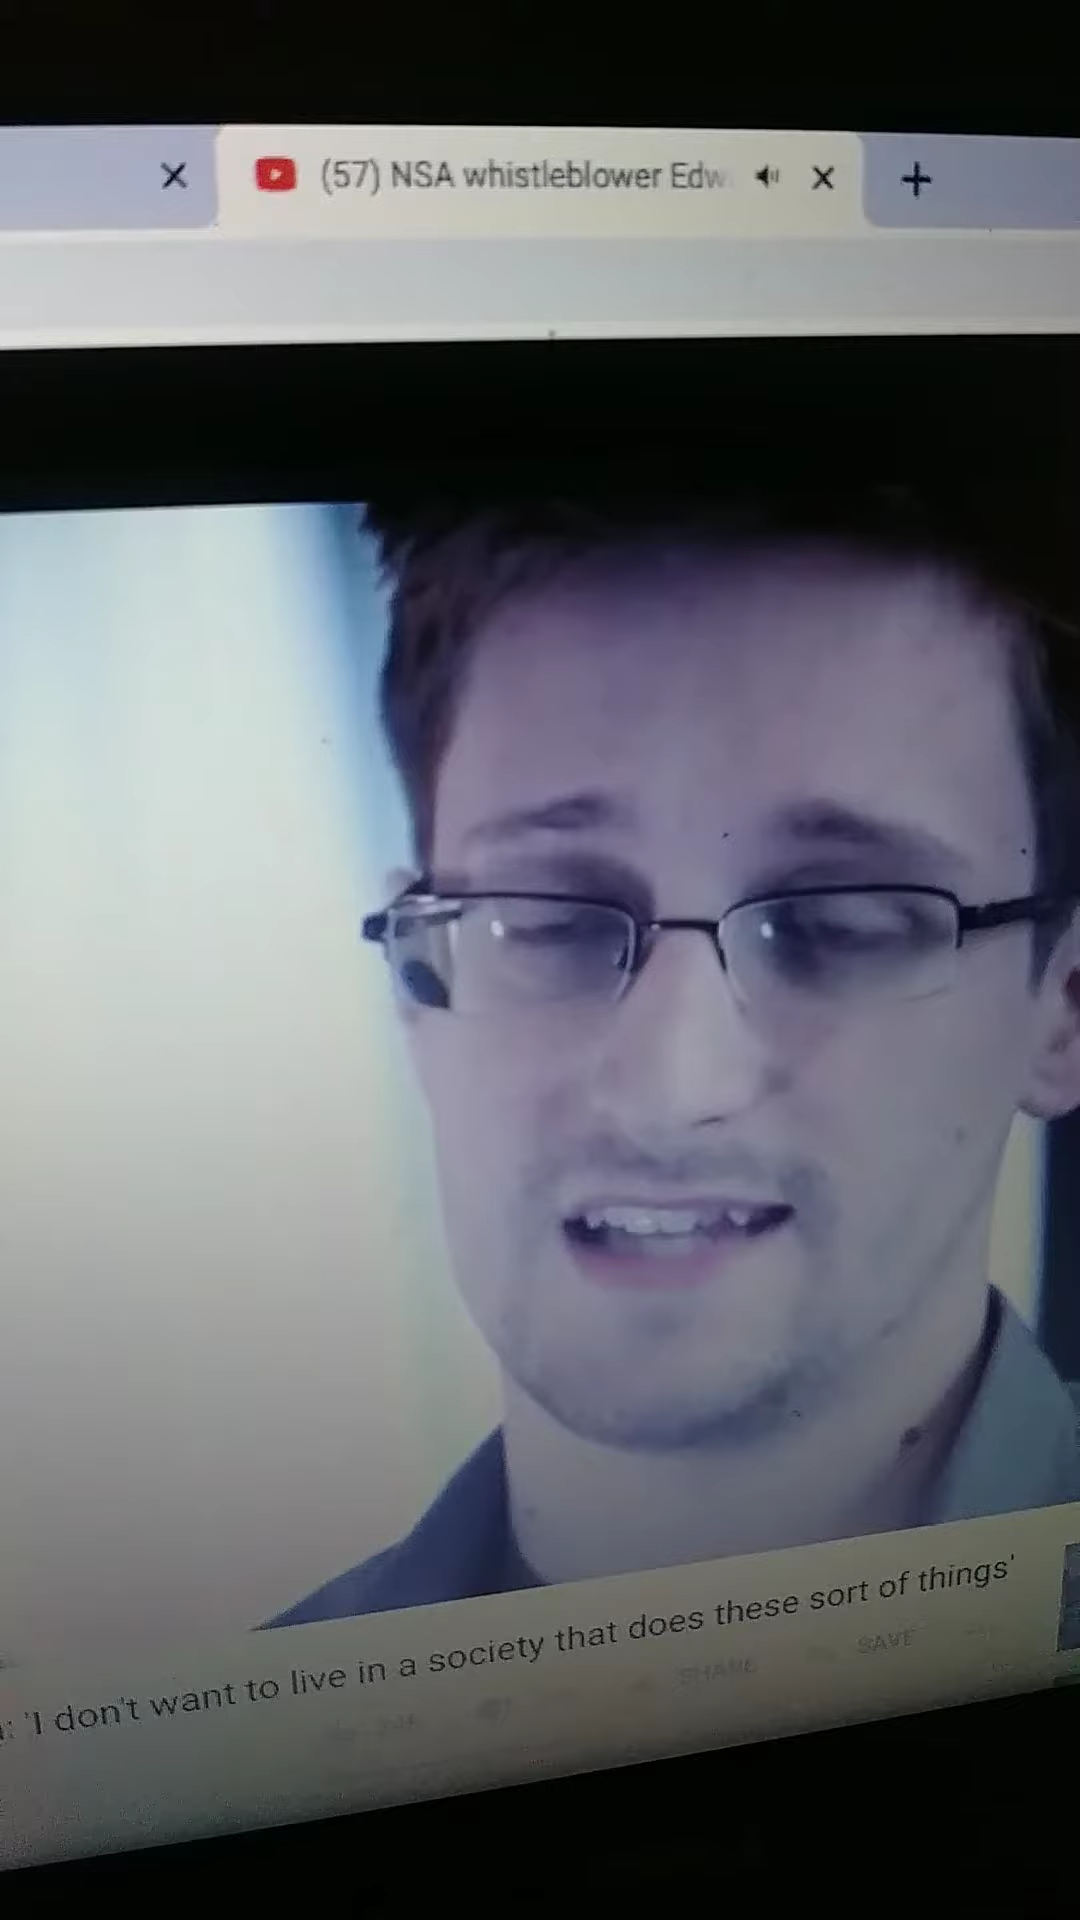 (57) NSA whistleblower Edw
: 'I don't want to live in a society that does these sort of things'
SHARE
SAVE